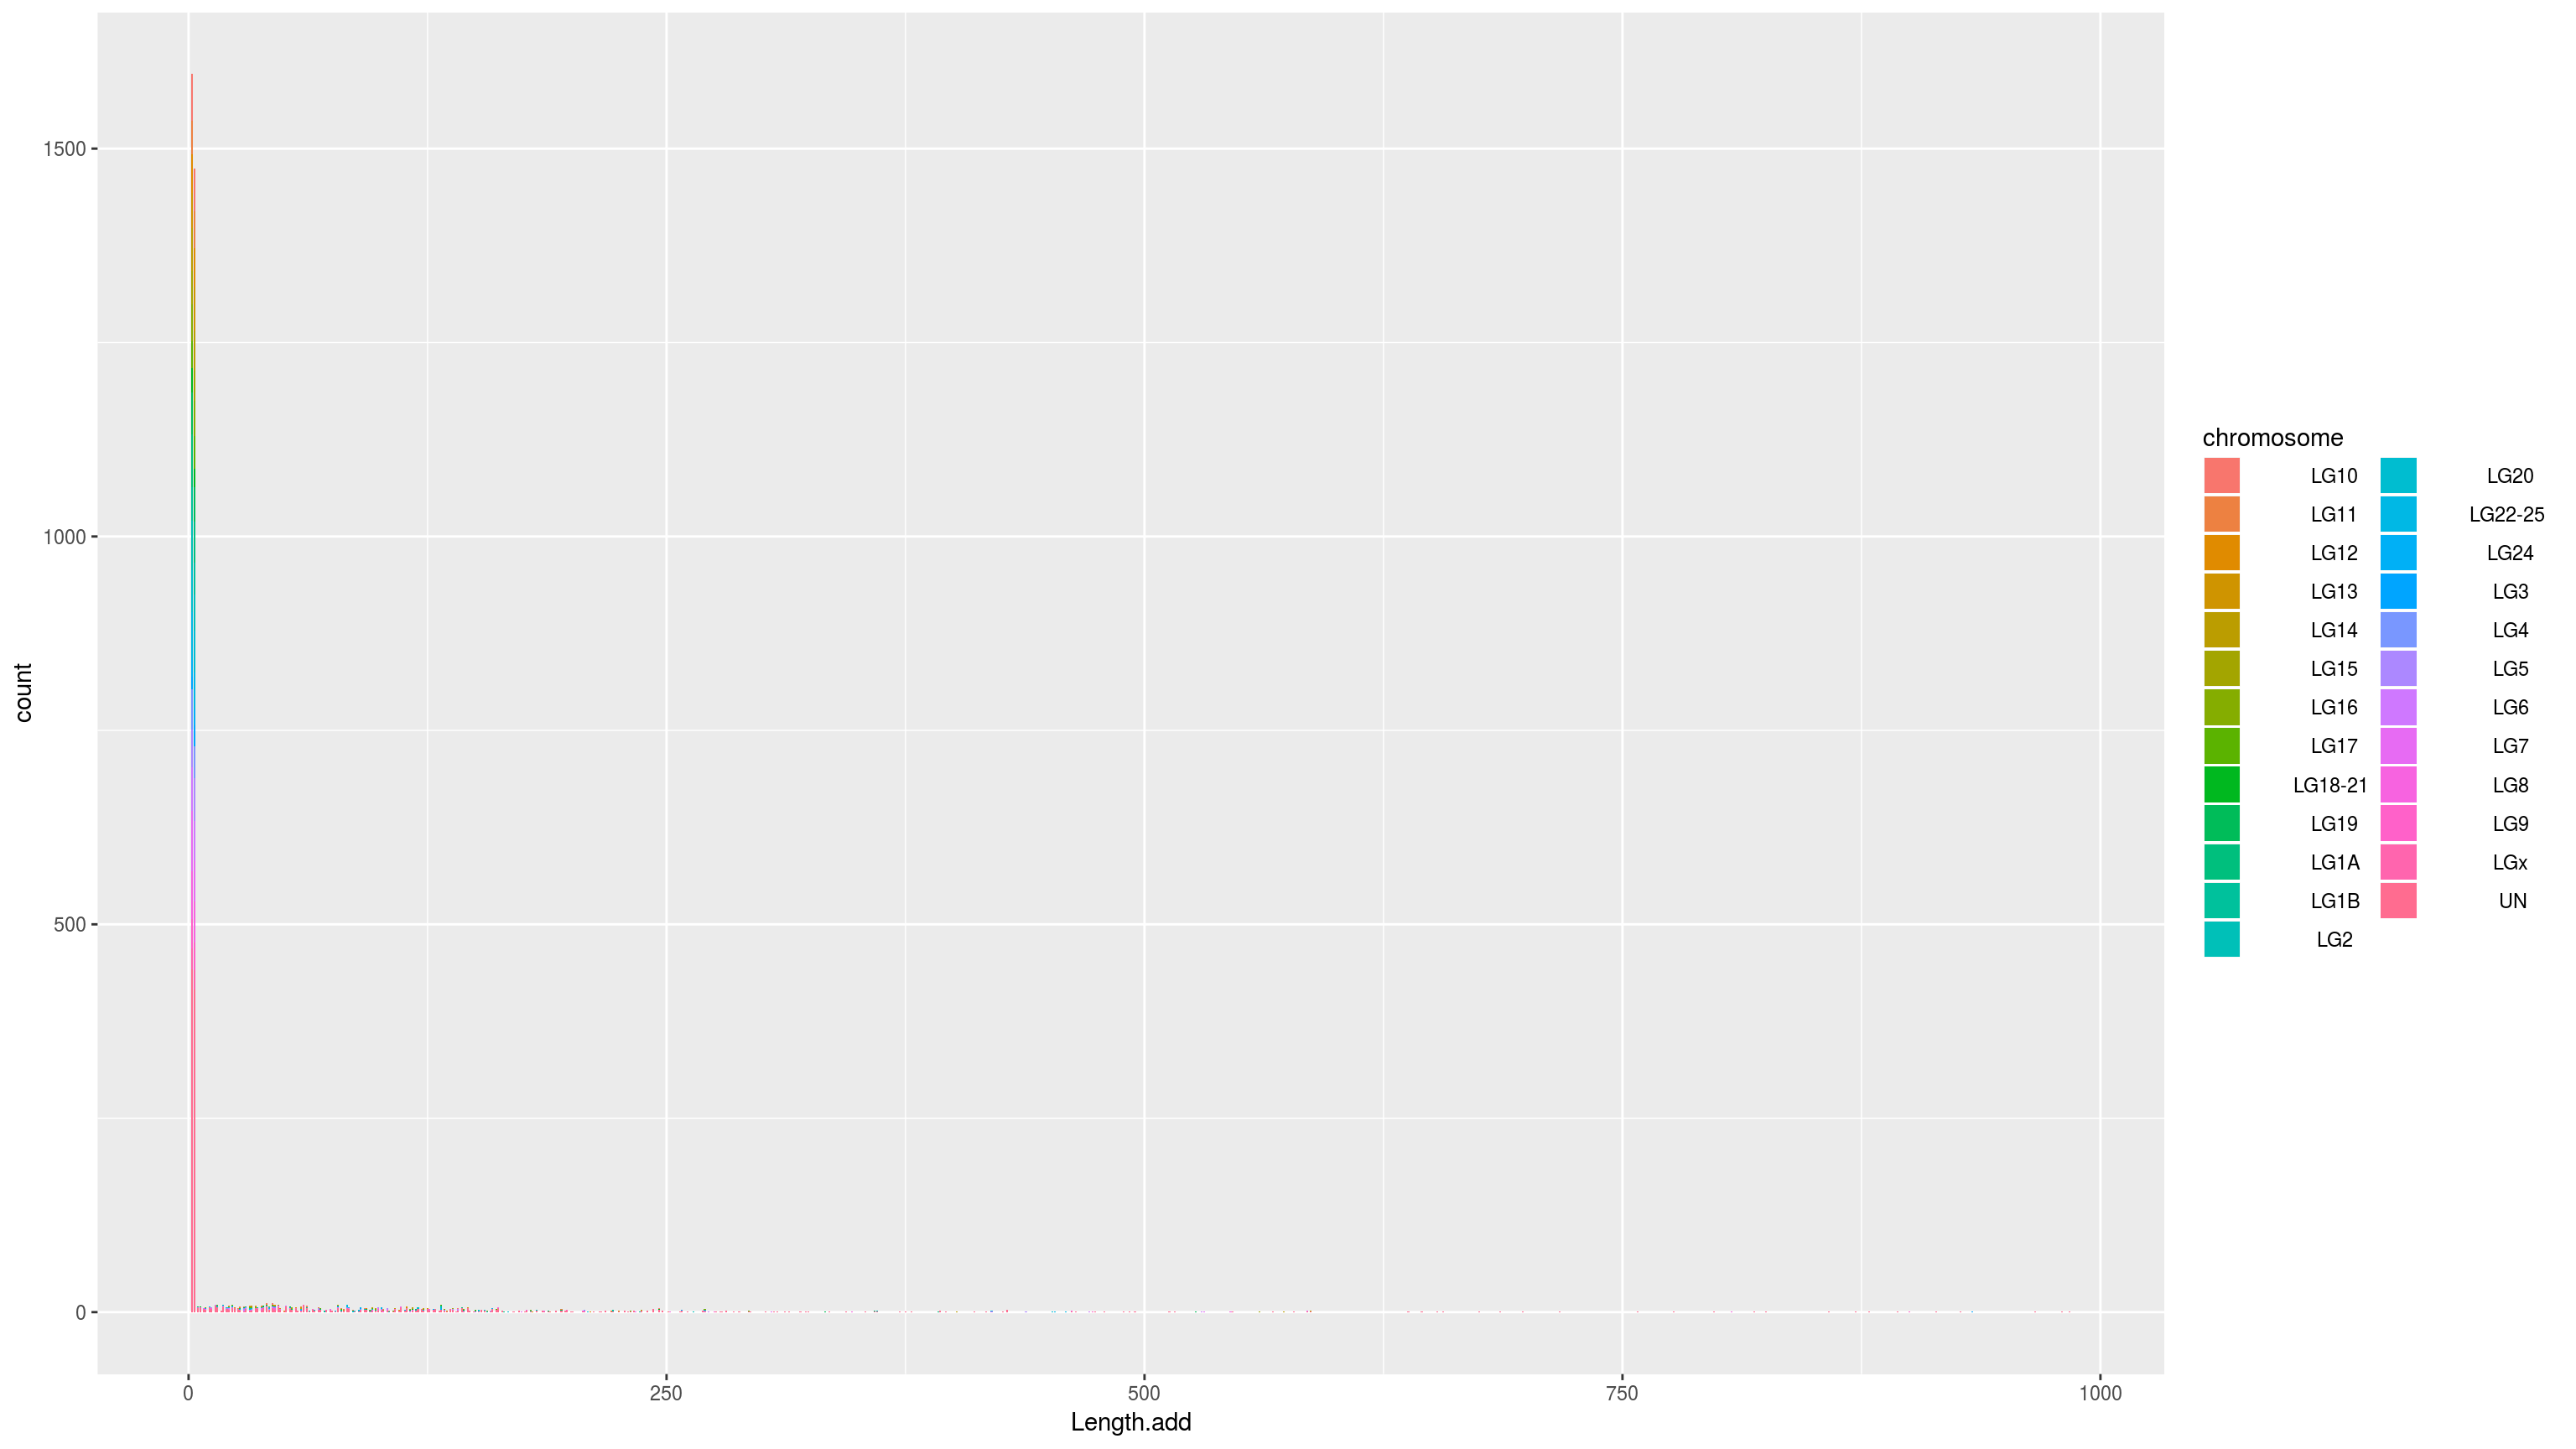 1500
1000
500
0
count
0 250 500 750 1000
Length.add
chromosome
LG10 LG20
LG11 LG22-25
LG12 LG24
LG13 LG3
LG14 LG4
LG15 LG5
LG16 LG6
LG17 LG7
LG18-21 LG8
LG19 LG9
LG1A LGx
LG1B UN
LG2